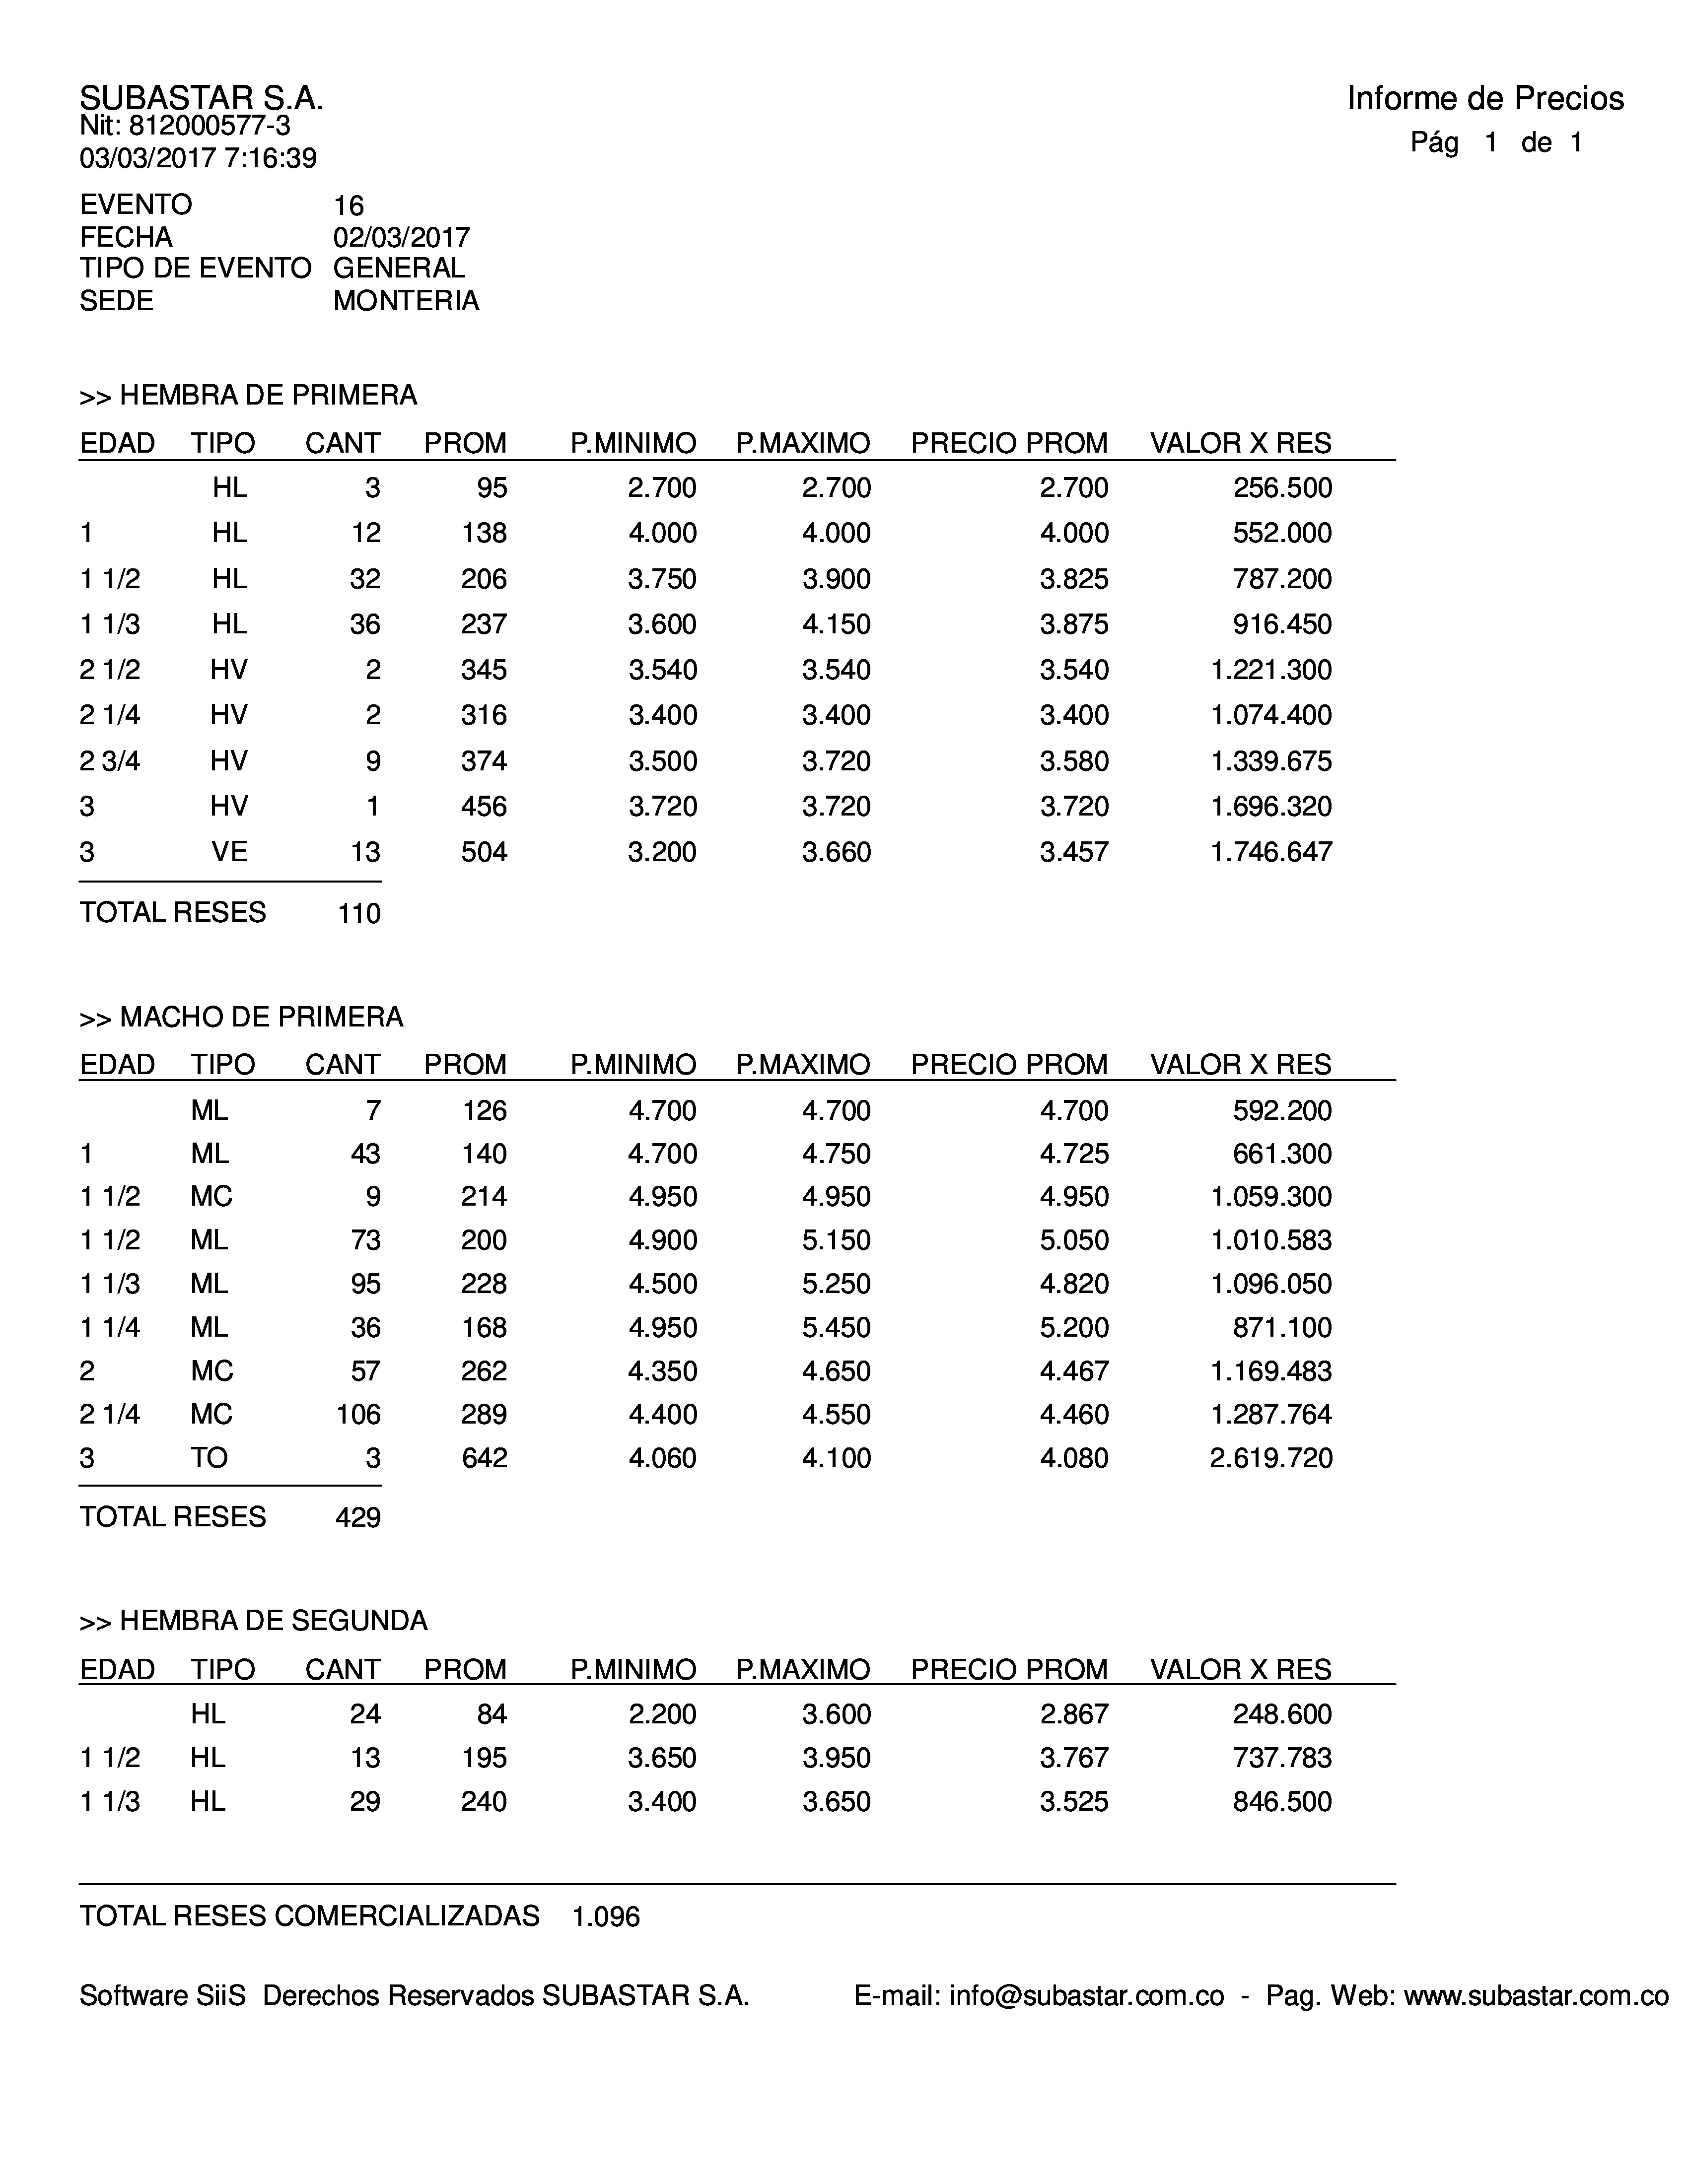 SUBASTAR S.A.
Nit: 812000577-3
03/03/2017 7:16:39
Informe de Precios
Pág 1 de 1
EVENTO 16
FECHA 02/03/2017
TIPO DE EVENTO GENERAL
SEDE MONTERIA
>> HEMBRA DE PRIMERA
EDAD TIPO CANT PROM P.MINIMO P.MAXIMO PRECIO PROM VALOR X RES
HL 3 95 2.700 2.700 2.700 256.500
1 HL 12 138 4.000 4.000 4.000 552.000
1 1/2 HL 32 206 3.750 3.900 3.825 787.200
1 1/3 HL 36 237 3.600 4.150 3.875 916.450
2 1/2 HV 2 345 3.540 3.540 3.540 1.221.300
2 1/4 HV 2 316 3.400 3.400 3.400 1.074.400
2 3/4 HV 9 374 3.500 3.720 3.580 1.339.675
3 HV 1 456 3.720 3.720 3.720 1.696.320
3 VE 13 504 3.200 3.660 3.457 1.746.647
TOTAL RESES 110
>> MACHO DE PRIMERA
EDAD TIPO CANT PROM P.MINIMO P.MAXIMO PRECIO PROM VALOR X RES
ML 7 126 4.700 4.700 4.700 592.200
1 ML 43 140 4.700 4.750 4.725 661.300
1 1/2 MC 9 214 4.950 4.950 4.950 1.059.300
1 1/2 ML 73 200 4.900 5.150 5.050 1.010.583
1 1/3 ML 95 228 4.500 5.250 4.820 1.096.050
1 1/4 ML 36 168 4.950 5.450 5.200 871.100
2 MC 57 262 4.350 4.650 4.467 1.169.483
2 1/4 MC 106 289 4.400 4.550 4.460 1.287.764
3 TO 3 642 4.060 4.100 4.080 2.619.720
TOTAL RESES 429
>> HEMBRA DE SEGUNDA
EDAD TIPO CANT PROM P.MINIMO P.MAXIMO PRECIO PROM VALOR X RES
HL 24 84 2.200 3.600 2.867 248.600
1 1/2 HL 13 195 3.650 3.950 3.767 737.783
1 1/3 HL 29 240 3.400 3.650 3.525 846.500
TOTAL RESES COMERCIALIZADAS 1.096
Software SiiS Derechos Reservados SUBASTAR S.A. E-mail: info@subastar.com.co - Pag. Web: www.subastar.com.co